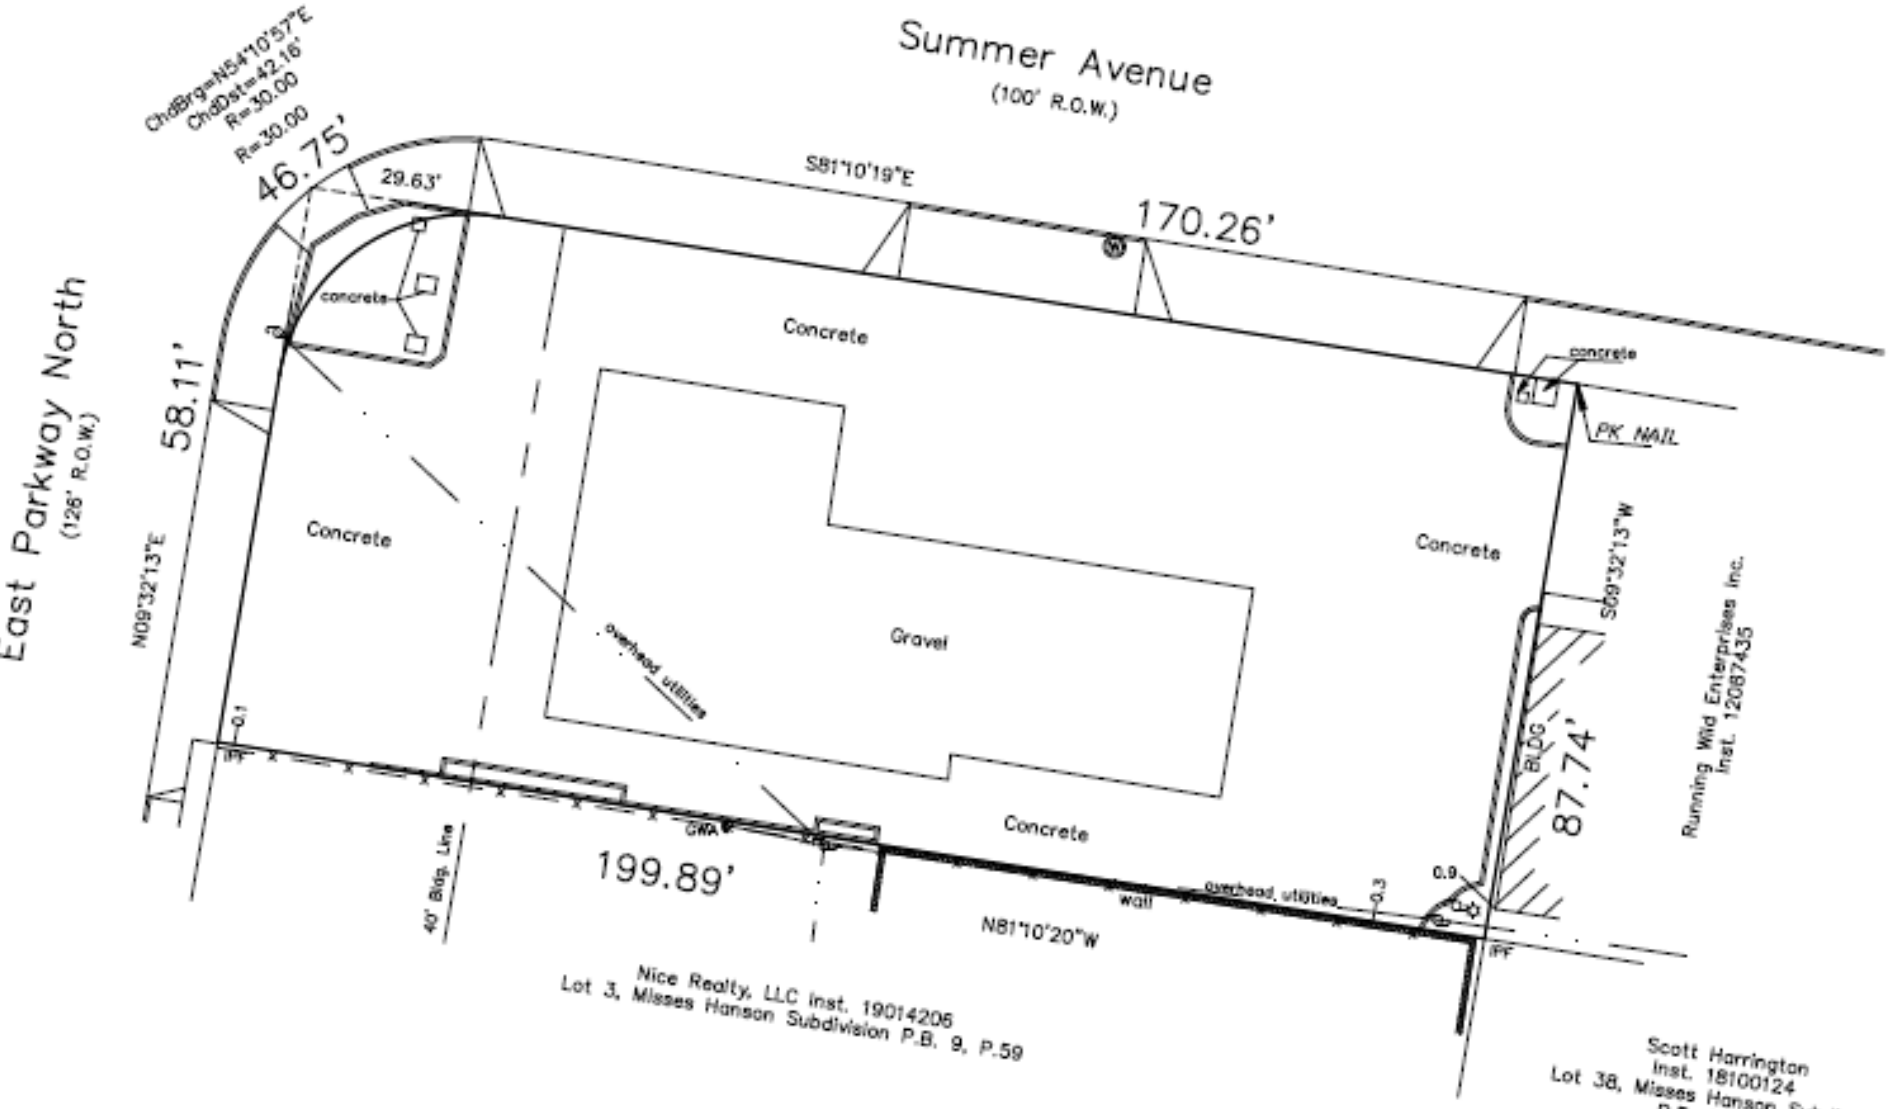 Summer Avenue
(100' R.O.W.)
ChdBrg=N54°10'57"E
ChdDst=42.16'
R=30.00
R=30.00
46.75'
29.63'
S81°10'19"E
170.26'
East Parkway North
(126' R.O.W.)
58.11'
N09°32'13"E
concrete
Concrete
concrete
PK NAIL
Concrete
Concrete
S09°32'13"W
Gravel
overhead utilities
BLDG
87.74'
Running Wild Enterprises Inc.
Inst. 12087435
0.1
IPF
40' Bldg. Line
GWA
199.89'
Concrete
wall
overhead utilities
0.3
0.9
IPF
N81°10'20"W
Nice Realty, LLC Inst. 19014206
Lot 3, Misses Hanson Subdivision P.B. 9, P.59
Scott Harrington
Inst. 18100124
Lot 38, Misses Hanson